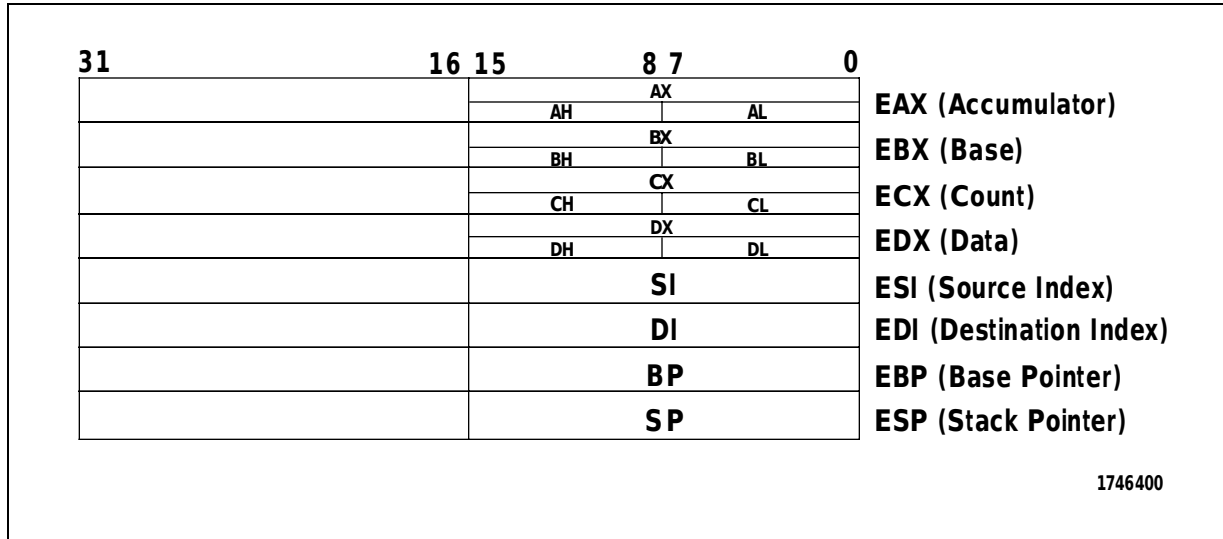 31 16 15 8 7 0
AX
AH AL
EAX (Accumulator)
BX
BH BL
EBX (Base)
CX
CH CL
ECX (Count)
DX
DH DL
EDX (Data)
SI ESI (Source Index)
DI EDI (Destination Index)
BP EBP (Base Pointer)
SP ESP (Stack Pointer)
1746400